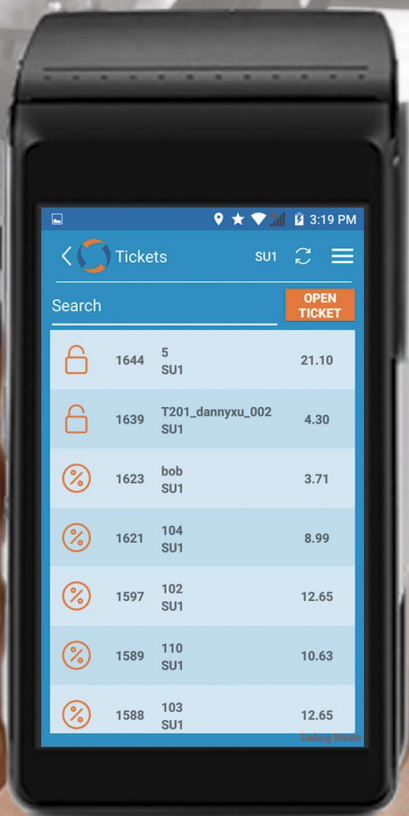 3:19 PM
Tickets SU1
Search
OPEN
TICKET
1644 5 21.10
SU1
1639 T201_dannyxu_002 4.30
SU1
1623 bob 3.71
SU1
1621 104 8.99
SU1
1597 102 12.65
SU1
1589 110 10.63
SU1
1588 103 12.65
SU1
Debug Mode